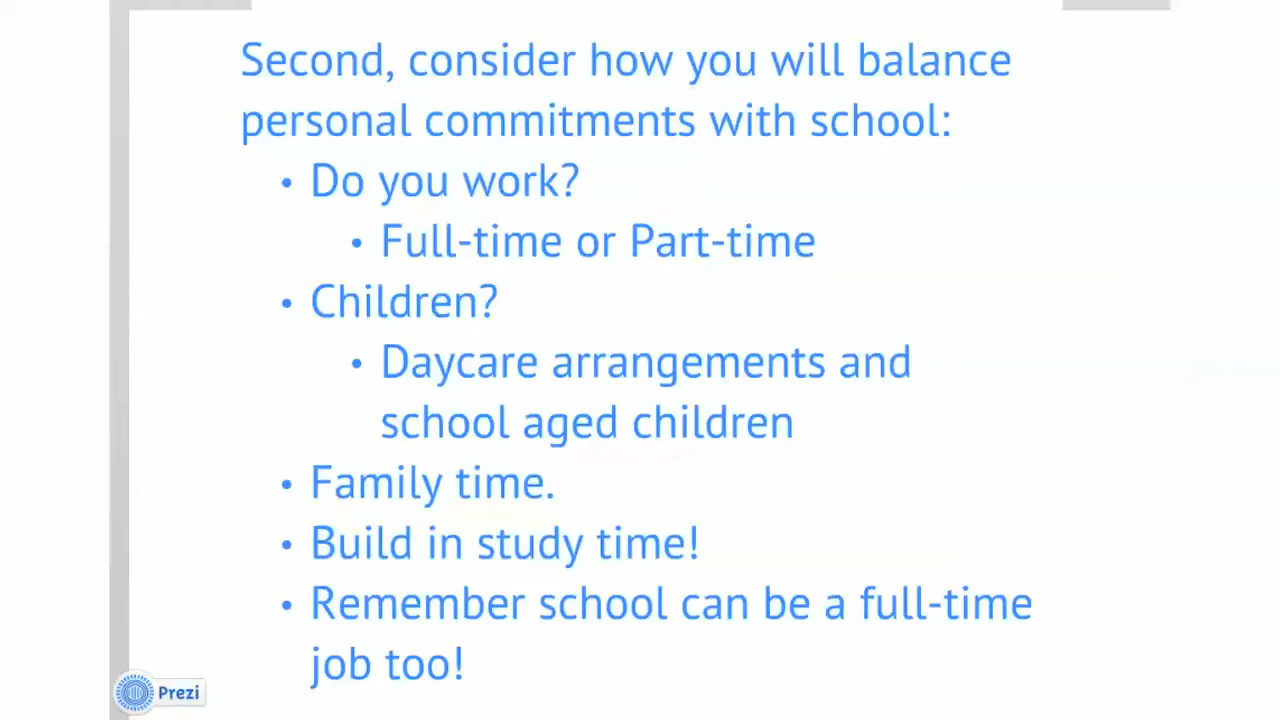 Second, consider how you will balance
personal commitments with school:
• Do you work?
• Full-time or Part-time
• Children?
• Daycare arrangements and
school aged children
• Family time.
• Build in study time!
• Remember school can be a full-time
job too!
Prezi